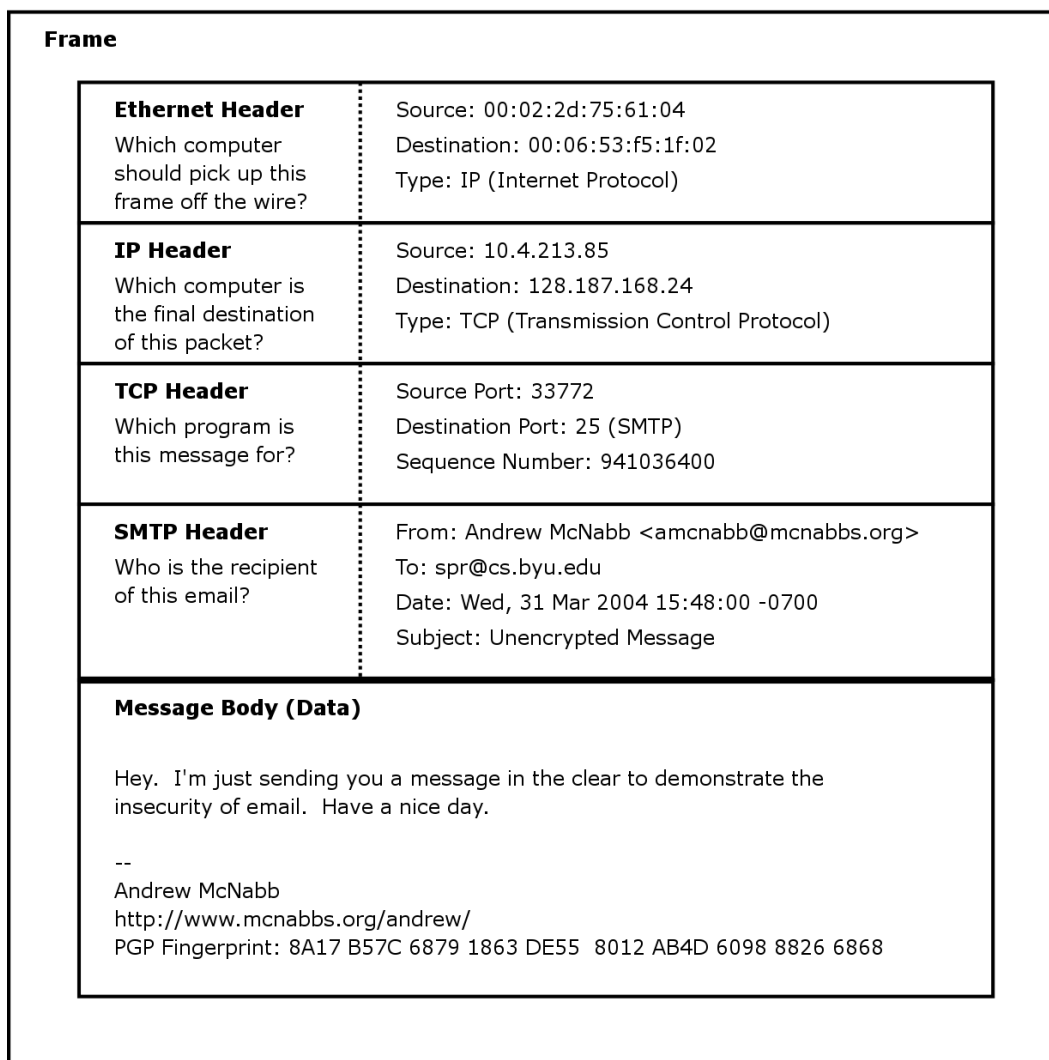 Frame
Ethernet Header
Which computer
should pick up this
frame off the wire?
Source: 00:02:2d:75:61:04
Destination: 00:06:53:f5:1f:02
Type: IP (Internet Protocol)
IP Header
Which computer is
the final destination
of this packet?
Source: 10.4.213.85
Destination: 128.187.168.24
Type: TCP (Transmission Control Protocol)
TCP Header
Which program is
this message for?
Source Port: 33772
Destination Port: 25 (SMTP)
Sequence Number: 941036400
SMTP Header
Who is the recipient
of this email?
From: Andrew McNabb <amcnabb@mcnabbs.org>
To: spr@cs.byu.edu
Date: Wed, 31 Mar 2004 15:48:00 -0700
Subject: Unencrypted Message
Message Body (Data)
Hey.  I'm just sending you a message in the clear to demonstrate the
insecurity of email.  Have a nice day.
--
Andrew McNabb
http://www.mcnabbs.org/andrew/
PGP Fingerprint: 8A17 B57C 6879 1863 DE55  8012 AB4D 6098 8826 6868